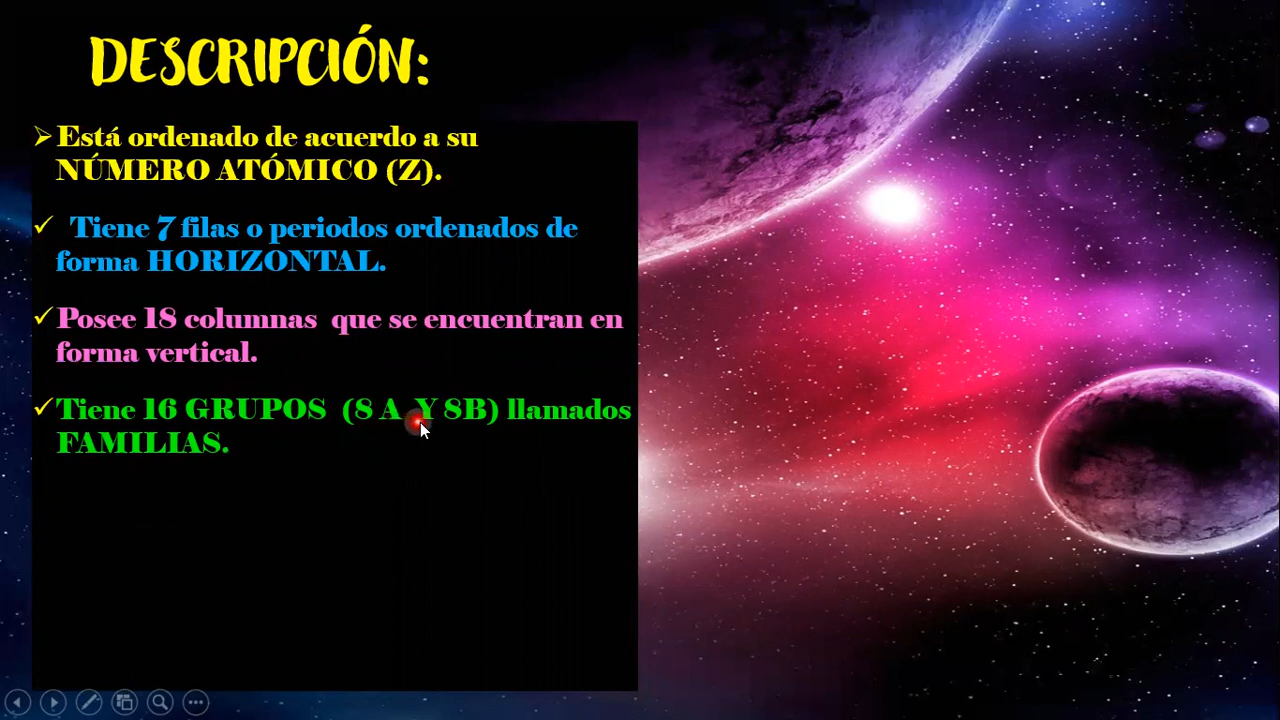 DESCRIPCIÓN:
Está ordenado de acuerdo a su
NÚMERO ATÓMICO (Z).
Tiene 7 filas o periodos ordenados de
forma HORIZONTAL.
Posee 18 columnas que se encuentran en
forma vertical.
Tiene 16 GRUPOS (8 A Y 8B) llamados
FAMILIAS.